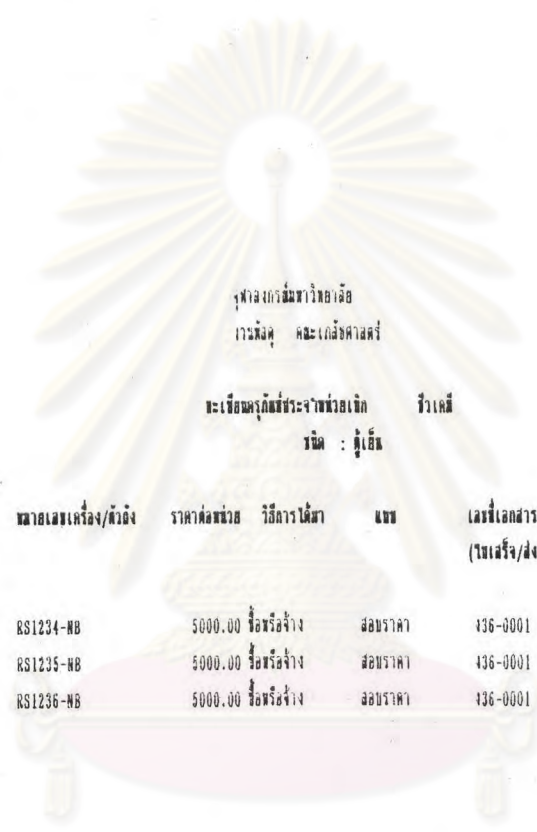 จุฬาลงกรณ์มหาวิทยาลัย
งานพัสดุ คณะเภสัชศาสตร์
ทะเบียนครุภัณฑ์ประจำหน่วยเบิก ชีวเคมี
ชนิด : ตู้เย็น
หมายเลขเครื่อง/ตัวถัง ราคาต่อหน่วย วิธีการได้มา แบบ เลขที่เอกสาร
(ใบเสร็จ/ส่ง
RS1234-NB 5000.00 ซื้อหรือจ้าง สอบราคา 436-0001
RS1235-NB 5000.00 ซื้อหรือจ้าง สอบราคา 436-0001
RS1236-NB 5000.00 ซื้อหรือจ้าง สอบราคา 436-0001